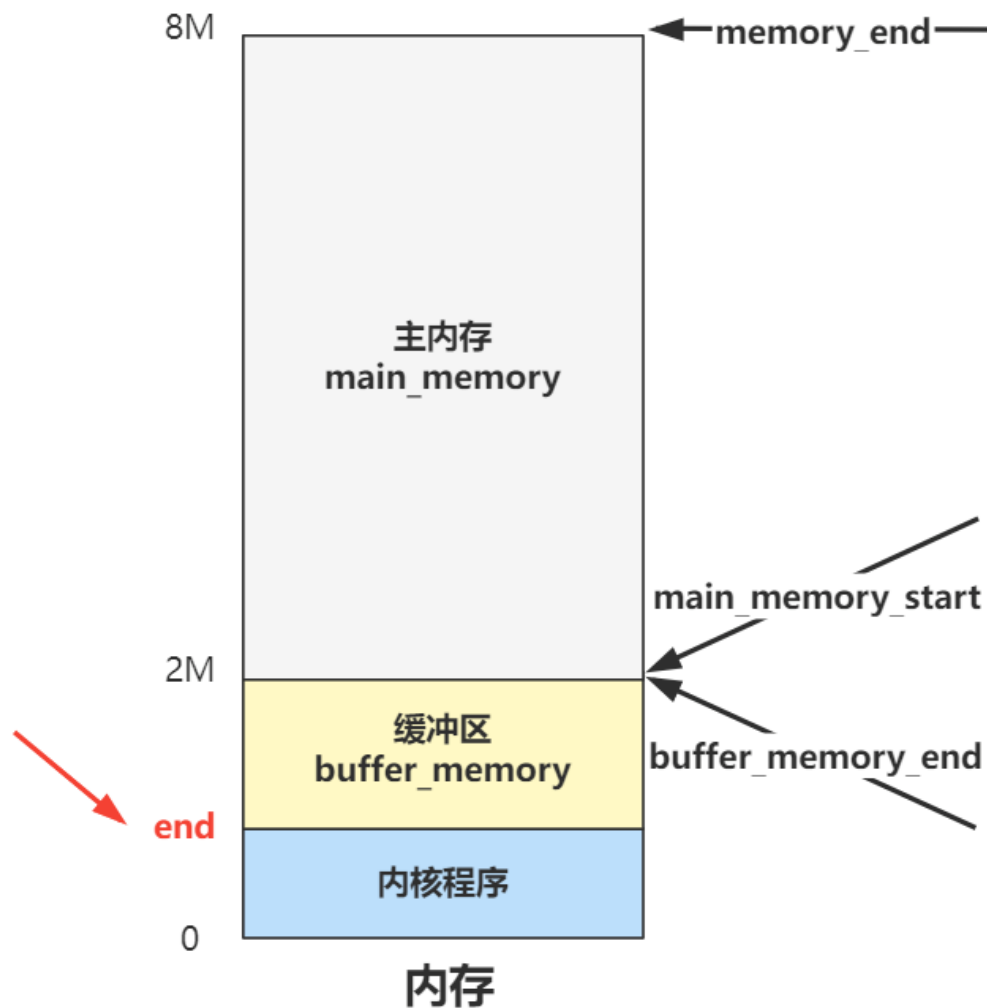 8M
memory_end
主内存
main_memory
main_memory_start
2M
缓冲区
buffer_memory
buffer_memory_end
end
内核程序
0
内存